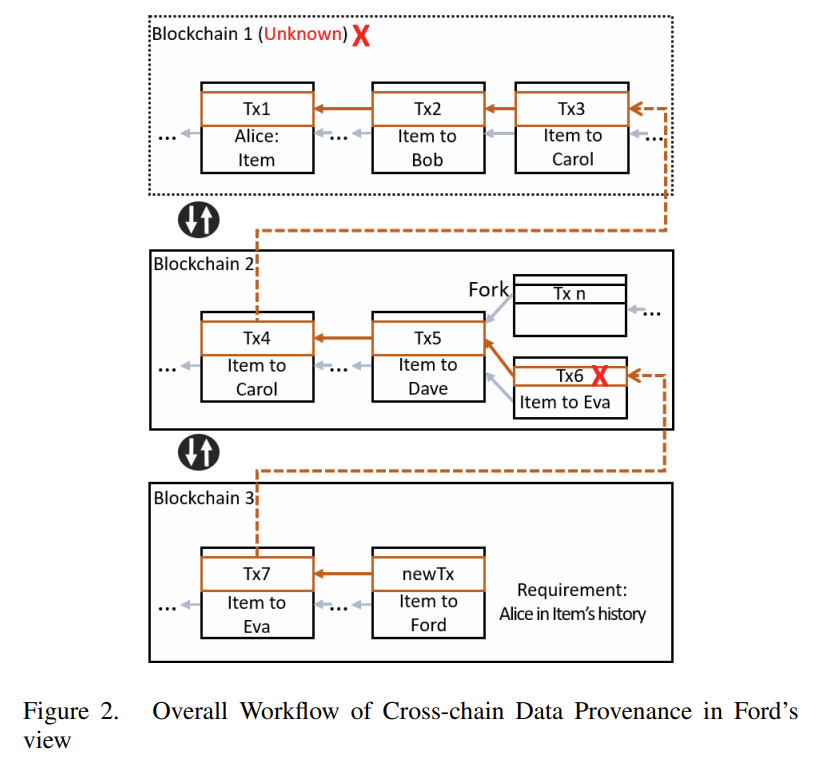 Blockchain 1 (Unknown) X
Tx1
Tx2
Tx3
... Alice: ... Item to Item to ...
Item Bob Carol
Blockchain 2
Fork
Tx n
...
Tx4
Tx5
... Item to ... Item to
Carol Dave
Tx6 X
Item to Eva
Blockchain 3
Tx7
newTx
... Item to ... Item to
Eva Ford
Requirement:
Alice in Item's history
Figure 2. Overall Workflow of Cross-chain Data Provenance in Ford's
view